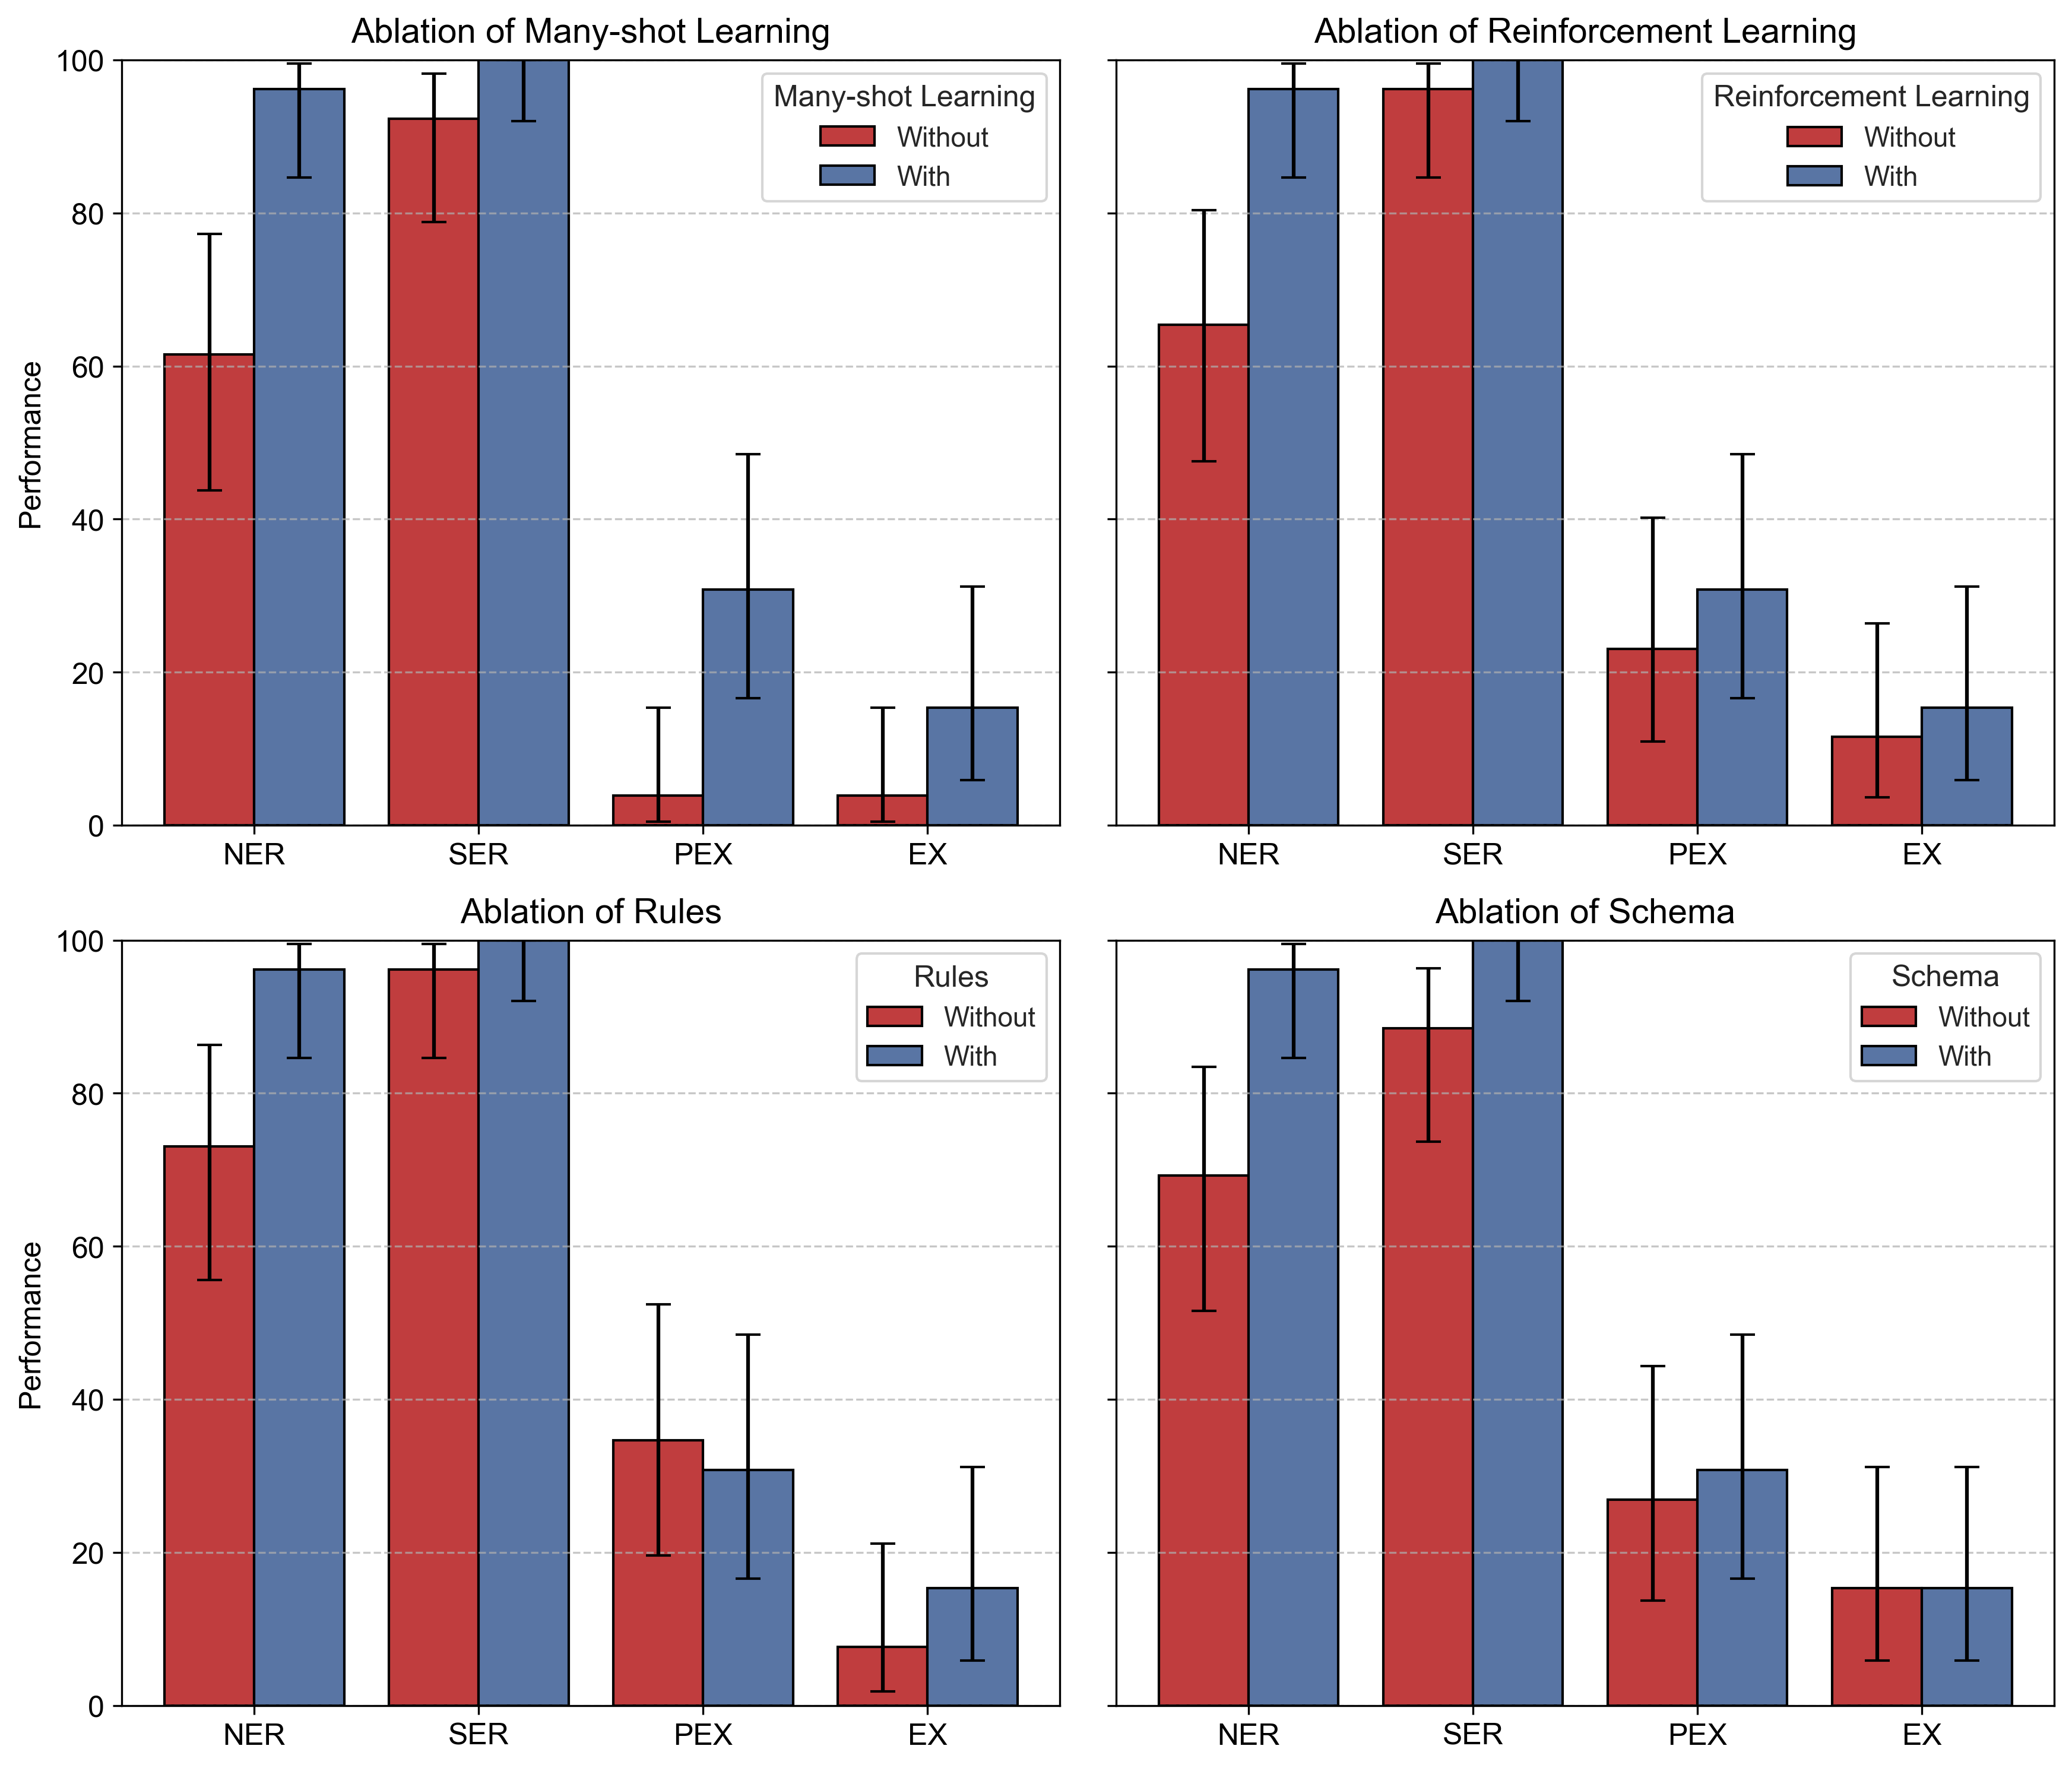 Ablation of Many-shot Learning
Performance
100
80
60
40
20
0
NER SER PEX EX
Many-shot Learning
Without
With
Ablation of Reinforcement Learning
NER SER PEX EX
Reinforcement Learning
Without
With
Ablation of Rules
Performance
100
80
60
40
20
0
NER SER PEX EX
Rules
Without
With
Ablation of Schema
NER SER PEX EX
Schema
Without
With